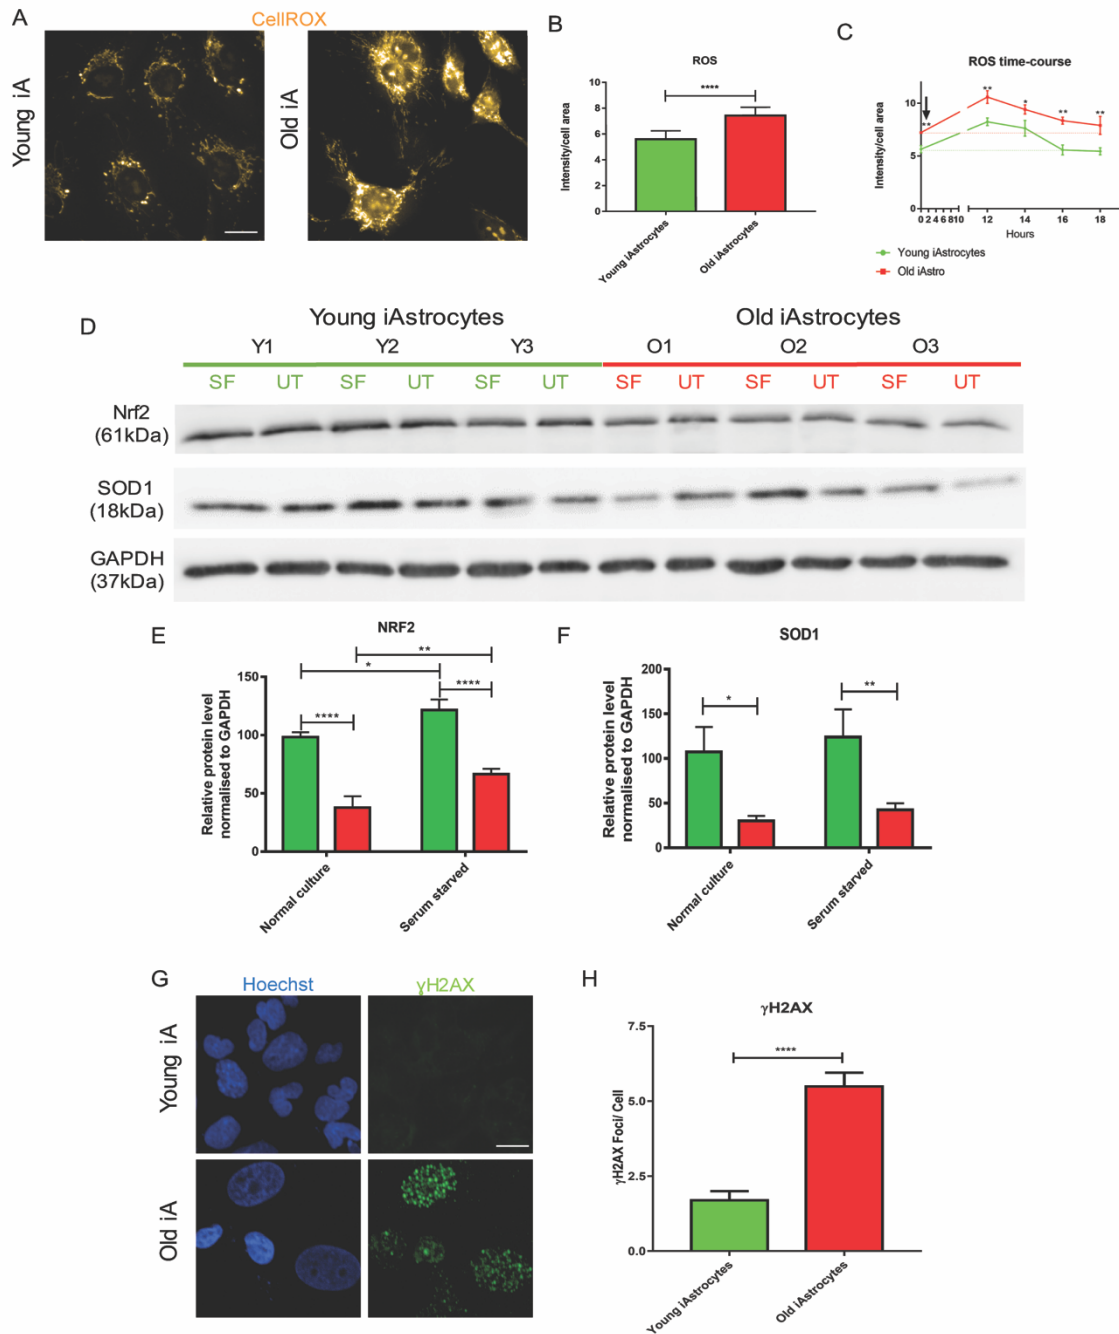 A
CellROX
Young iA
Old iA
B
ROS
****
Intensity/cell area
10
8
6
4
2
0
Young iAstrocytes
Old iAstrocytes
C
ROS time-course
Intensity/cell area
10
5
0
**
**
*
**
**
0 2 4 6 8 10
12
14
16
18
Hours
Young iAstrocytes
Old iAstro
D
Young iAstrocytes
Old iAstrocytes
Y1
Y2
Y3
O1
O2
O3
SF
UT
SF
UT
SF
UT
SF
UT
SF
UT
SF
UT
Nrf2
(61kDa)
SOD1
(18kDa)
GAPDH
(37kDa)
E
NRF2
Relative protein level
normalised to GAPDH
150
100
50
0
**
*
****
****
Normal culture
Serum starved
F
SOD1
Relative protein level
normalised to GAPDH
200
150
100
50
0
*
**
Normal culture
Serum starved
G
Hoechst
γH2AX
Young iA
Old iA
H
γH2AX
γH2AX Foci/ Cell
7.5
5.0
2.5
0.0
****
Young iAstrocytes
Old iAstrocytes